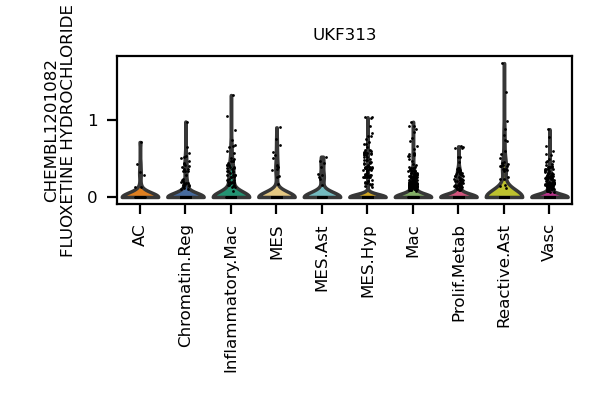 UKF313
CHEMBL1201082
FLUOXETINE HYDROCHLORIDE
1
0
AC
Chromatin.Reg
Inflammatory.Mac
MES
MES.Ast
MES.Hyp
Mac
Prolif.Metab
Reactive.Ast
Vasc